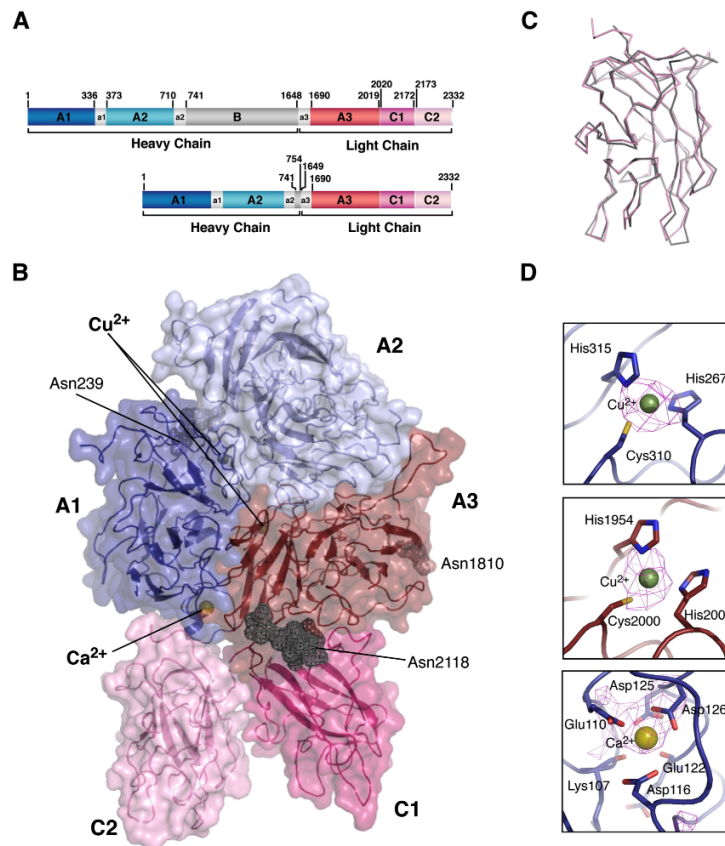 A
1 336 373 710 741 1648 1690 2019 2020 2172 2173 2332
A1 a1 A2 a2 B a3 A3 C1 C2
Heavy Chain Light Chain
1 741 754 1649 1690 2332
A1 a1 A2 a2 a3 A3 C1 C2
Heavy Chain Light Chain
B
Cu²⁺
A2
Asn239
A1
A3
Asn1810
Ca²⁺
Asn2118
C1
C2
C
D
His315
His267
Cu²⁺
Cys310
His1954
Cu²⁺
Cys2000
His200
Asp125
Asp126
Glu110
Ca²⁺
Glu122
Lys107
Asp116